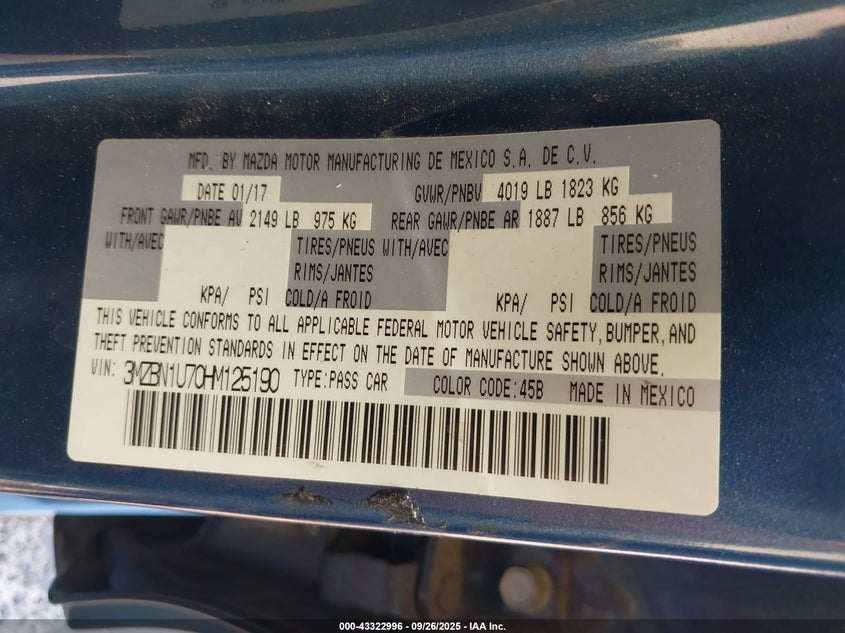 MFD. BY MAZDA MOTOR MANUFACTURING DE MEXICO S.A. DE C.V.
DATE 01/17 GVWR/PNBV 4019 LB 1823 KG
FRONT GAWR/PNBE AV 2149 LB 975 KG REAR GAWR/PNBE AR 1887 LB 856 KG
WITH/AVEC TIRES/PNEUS WITH/AVEC TIRES/PNEUS
RIMS/JANTES RIMS/JANTES
KPA/ PSI COLD/A FROID KPA/ PSI COLD/A FROID
THIS VEHICLE CONFORMS TO ALL APPLICABLE FEDERAL MOTOR VEHICLE SAFETY, BUMPER, AND
THEFT PREVENTION STANDARDS IN EFFECT ON THE DATE OF MANUFACTURE SHOWN ABOVE.
VIN: 3MZBN1U70HM125190 TYPE:PASS CAR COLOR CODE:45B MADE IN MEXICO
000-43322996 - 09/26/2025 - IAA Inc.